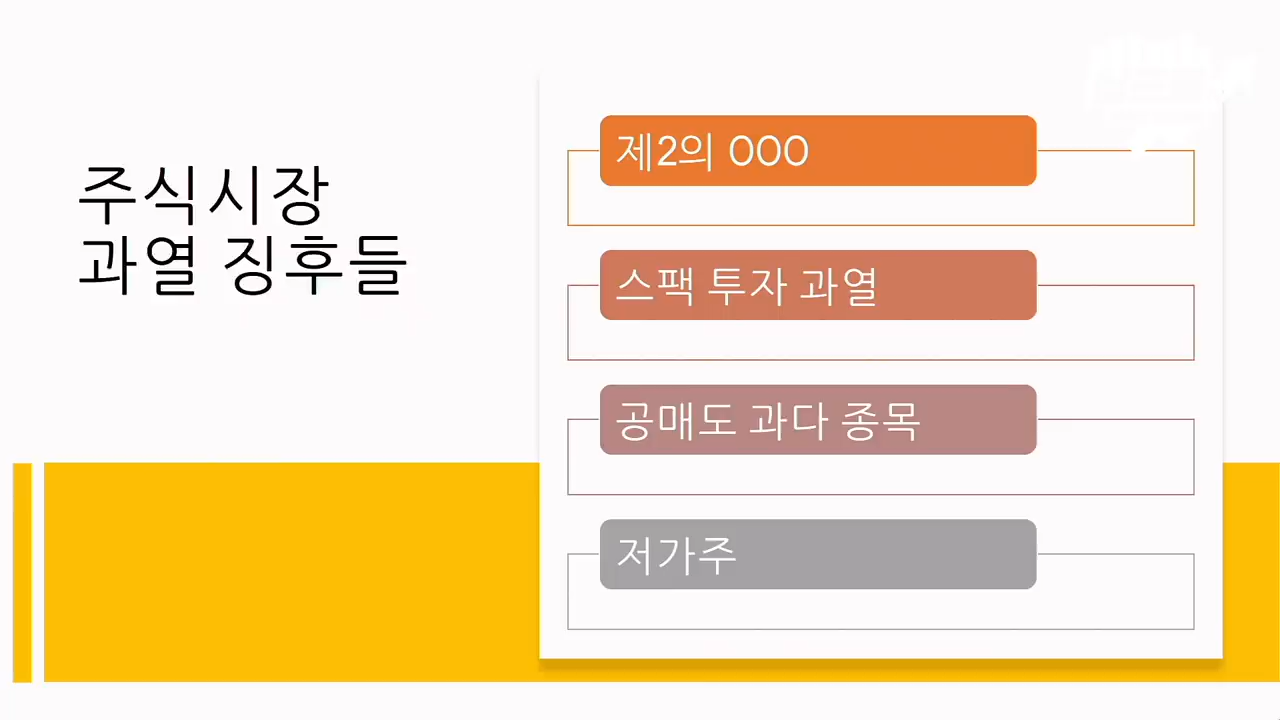 주식시장
과열 징후들
제2의 OOO
스팩 투자 과열
공매도 과다 종목
저가주